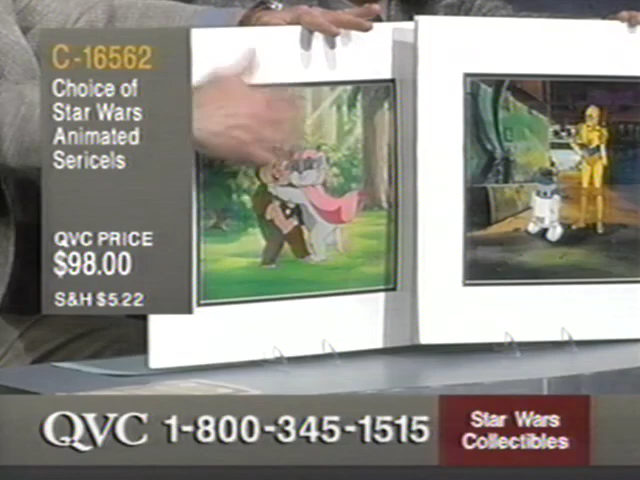 C-16562
Choice of
Star Wars
Animated
Sericels
QVC PRICE
$98.00
S&H $5.22
QVC 1-800-345-1515
Star Wars
Collectibles